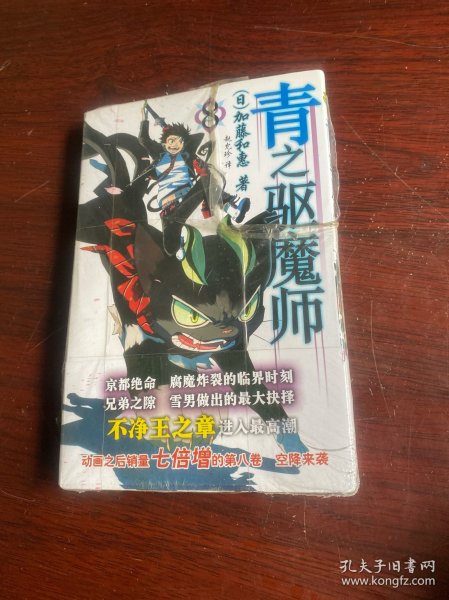 青之驱魔师
8
(日)加藤和惠 著
赵允珍 译
京都绝命 腐魔炸裂的临界时刻
兄弟之隙 雪男做出的最大抉择
不净王之章进入最高潮
动画之后销量七倍增的第八卷 空降来袭
孔夫子旧书网
www.kongfz.com